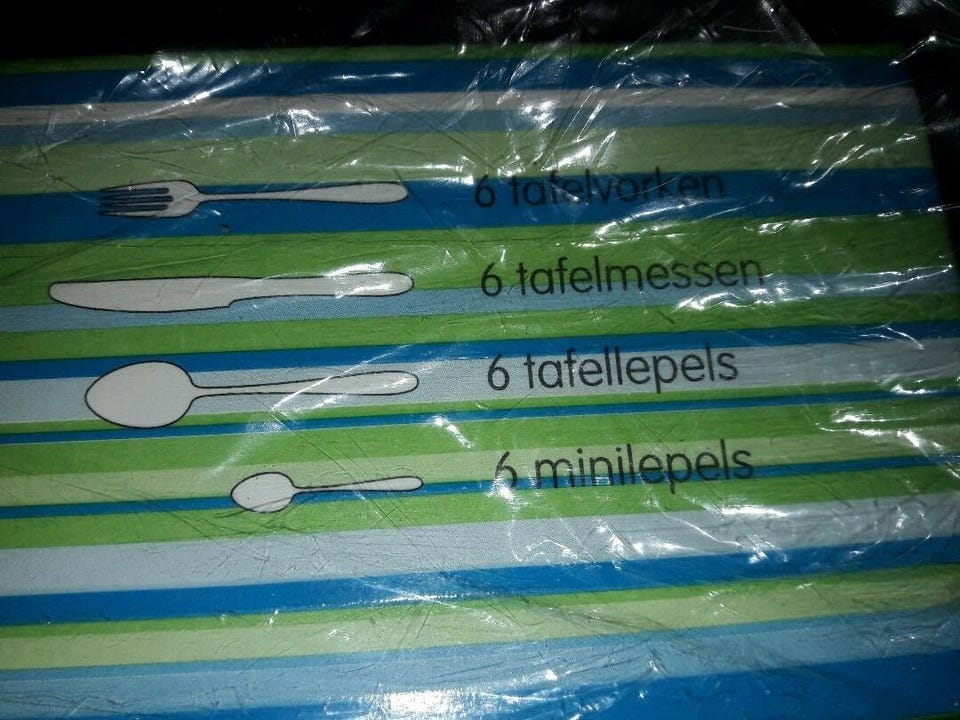 6 tafelvorken
6 tafelmessen
6 tafellepels
6 minilepels